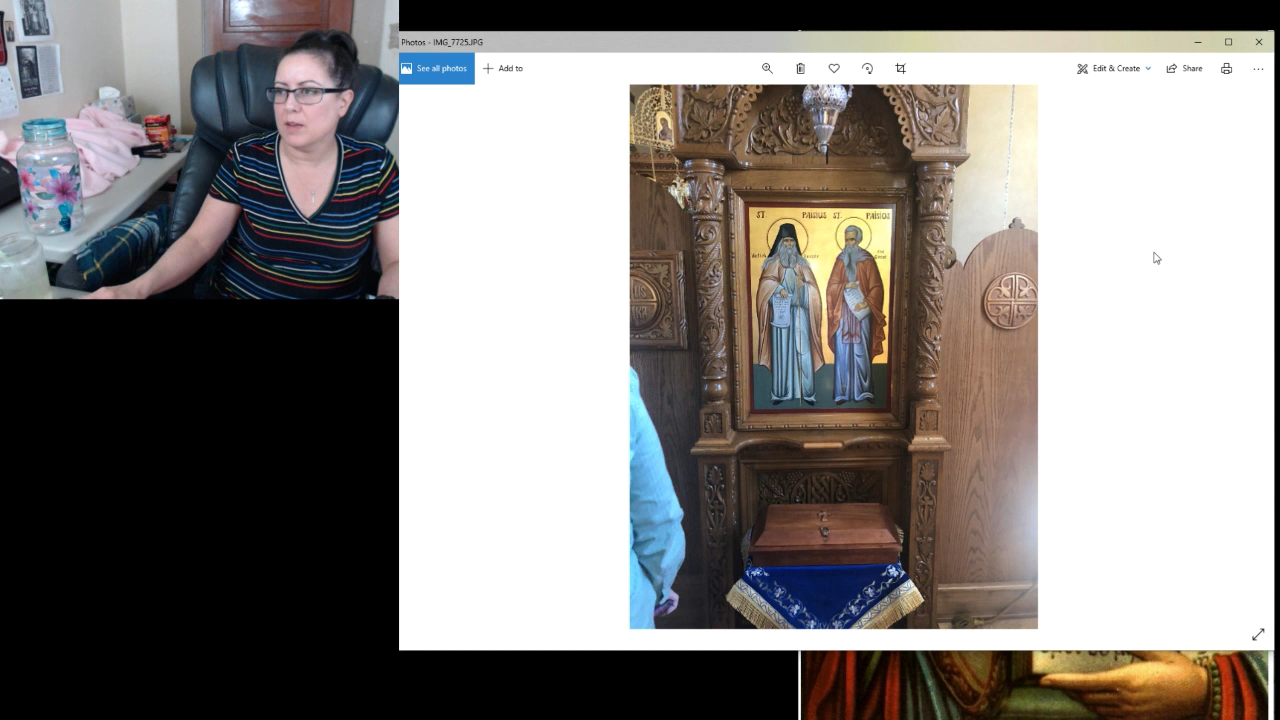 Photos - IMG_7725.JPG
See all photos
Add to
Edit & Create
Share
ST. PAISIUS ST. PAISIOS